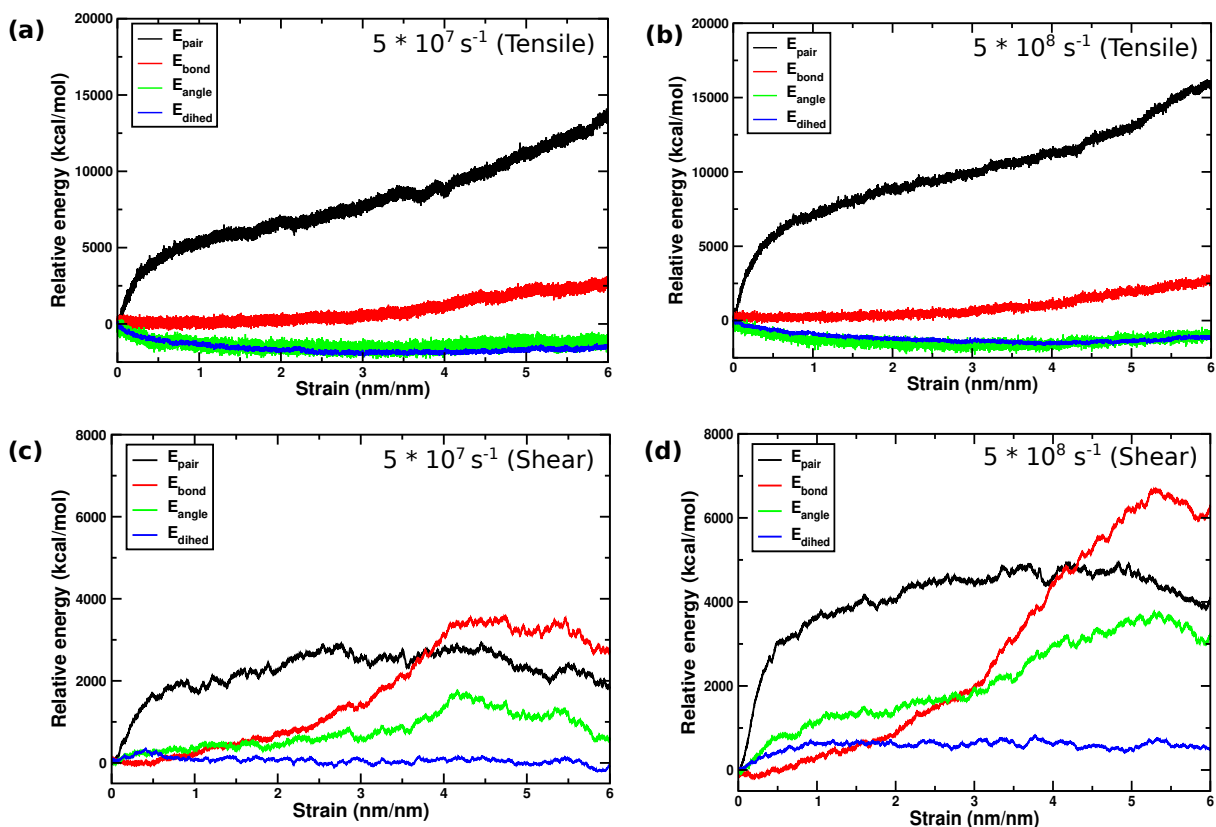 (a)
5 * 10^7 s^-1 (Tensile)
E_pair
E_bond
E_angle
E_dihed
Relative energy (kcal/mol)
20000
15000
10000
5000
0
0 1 2 3 4 5 6
Strain (nm/nm)
(b)
5 * 10^8 s^-1 (Tensile)
E_pair
E_bond
E_angle
E_dihed
Relative energy (kcal/mol)
20000
17500
15000
12500
10000
7500
5000
2500
0
0 1 2 3 4 5 6
Strain (nm/nm)
(c)
5 * 10^7 s^-1 (Shear)
E_pair
E_bond
E_angle
E_dihed
Relative energy (kcal/mol)
8000
6000
4000
2000
0
0 1 2 3 4 5 6
Strain (nm/nm)
(d)
5 * 10^8 s^-1 (Shear)
E_pair
E_bond
E_angle
E_dihed
Relative energy (kcal/mol)
8000
6000
4000
2000
0
0 1 2 3 4 5 6
Strain (nm/nm)